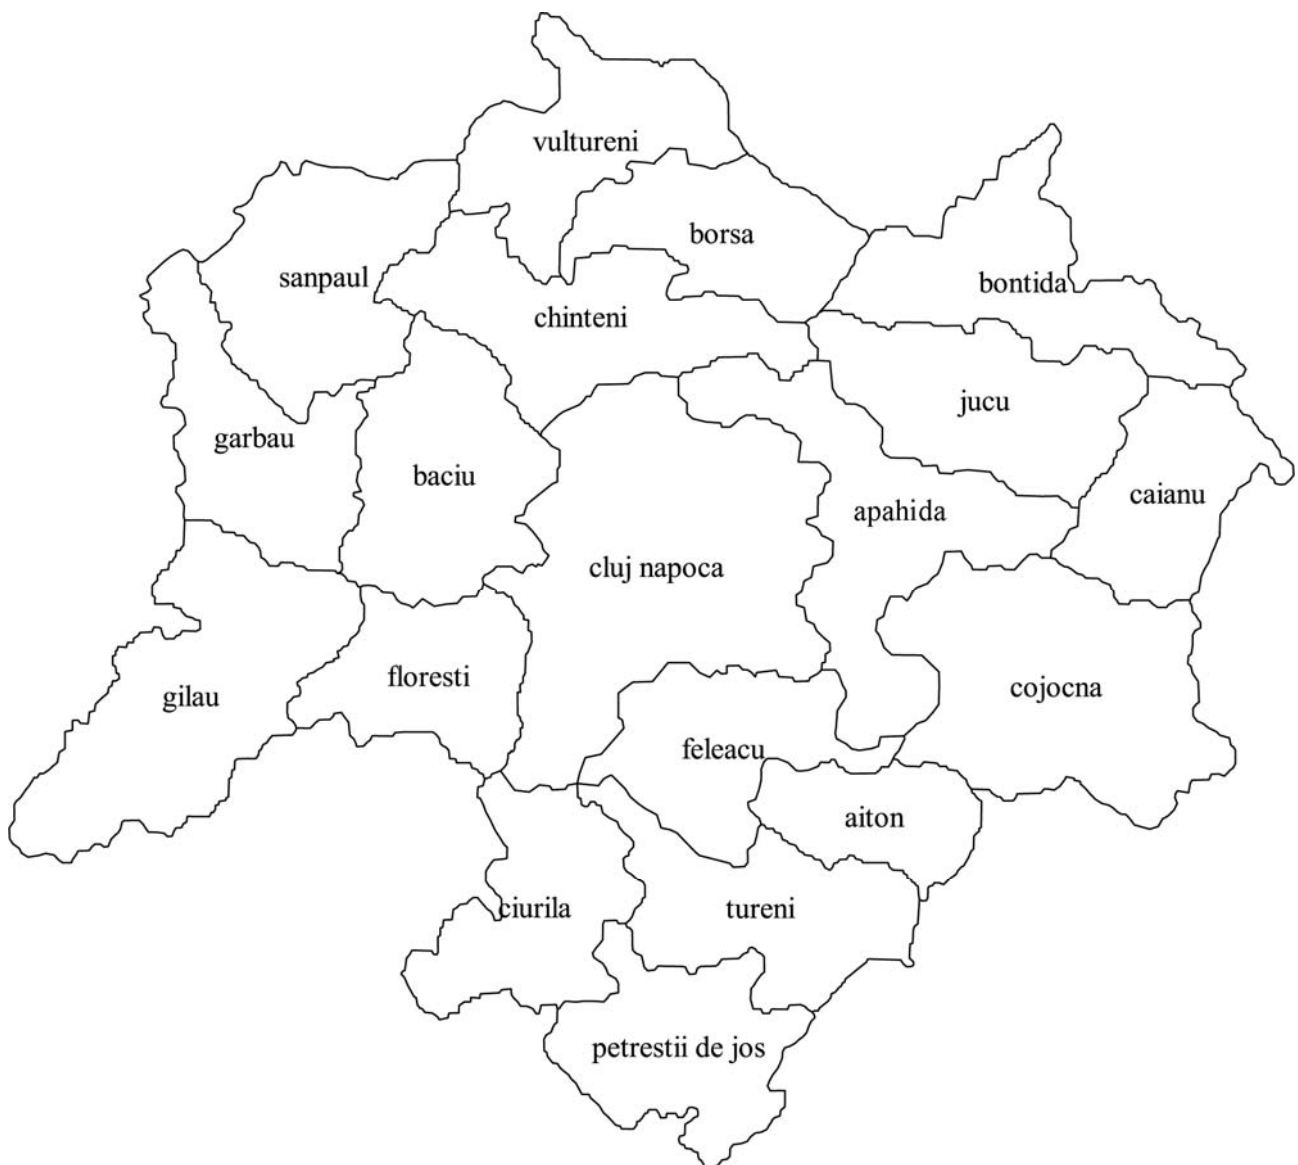 vultureni
borsa
sanpaul
bontida
chinteni
jucu
garbau
baciu
caianu
apahida
cluj napoca
floresti
cojocna
gilau
feleacu
aiton
ciurila
tureni
petrestii de jos